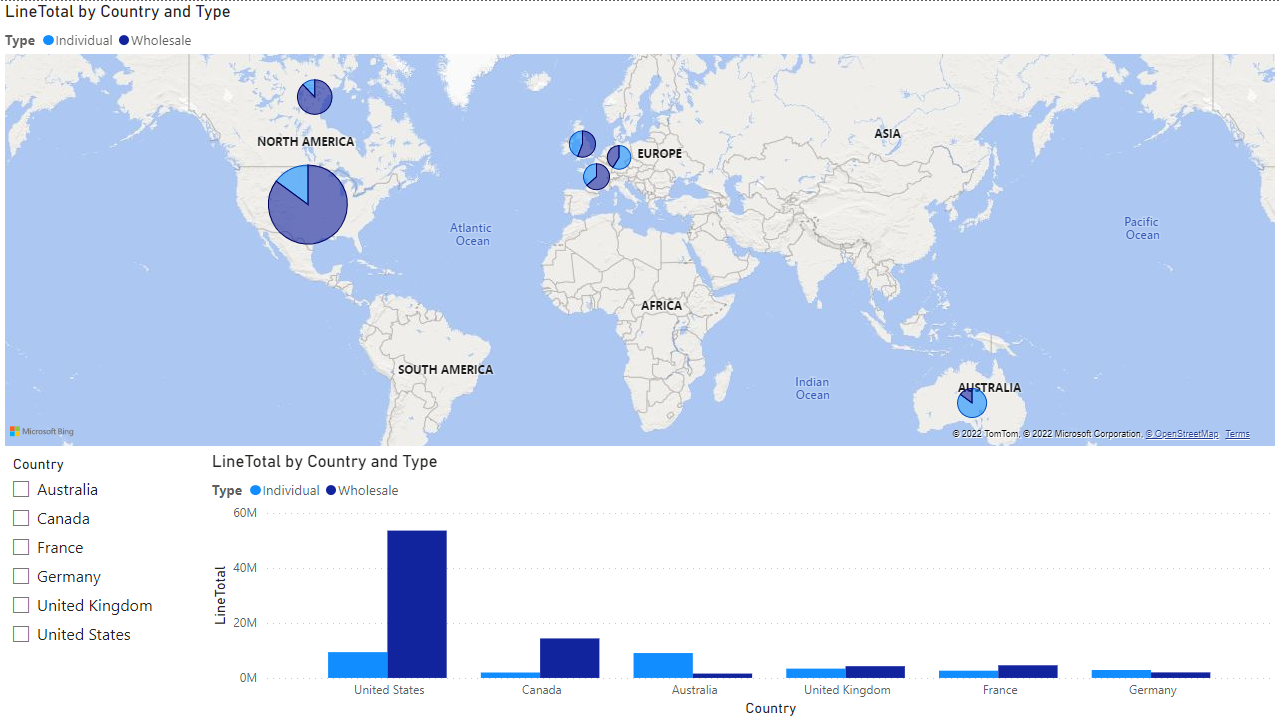 LineTotal by Country and Type
Type Individual Wholesale
NORTH AMERICA
EUROPE
ASIA
Atlantic
Ocean
Pacific
Ocean
AFRICA
SOUTH AMERICA
Indian
Ocean
AUSTRALIA
Microsoft Bing
© 2022 TomTom, © 2022 Microsoft Corporation, © OpenStreetMap Terms
Country
Australia
Canada
France
Germany
United Kingdom
United States
LineTotal by Country and Type
Type Individual Wholesale
LineTotal
60M
40M
20M
0M
United States Canada Australia United Kingdom France Germany
Country